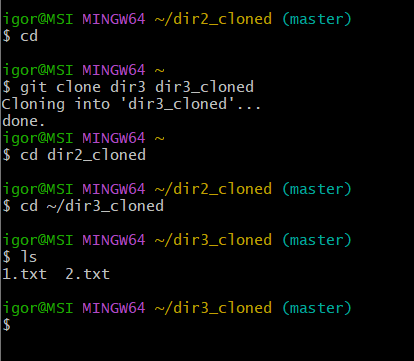 igor@MSI MINGW64 ~/dir2_cloned (master)
$ cd
igor@MSI MINGW64 ~
$ git clone dir3 dir3_cloned
Cloning into 'dir3_cloned'...
done.
igor@MSI MINGW64 ~
$ cd dir2_cloned
igor@MSI MINGW64 ~/dir2_cloned (master)
$ cd ~/dir3_cloned
igor@MSI MINGW64 ~/dir3_cloned (master)
$ ls
1.txt  2.txt
igor@MSI MINGW64 ~/dir3_cloned (master)
$